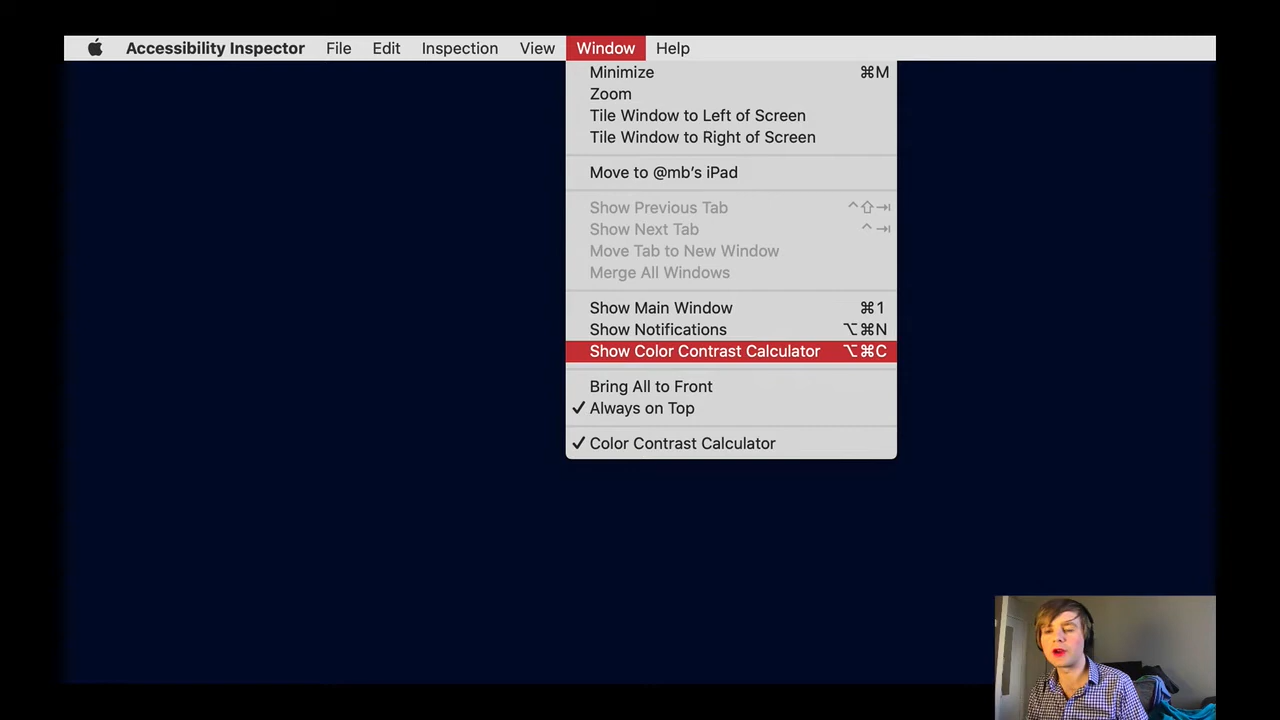 Accessibility Inspector File Edit Inspection View Window Help
Minimize ⌘M
Zoom
Tile Window to Left of Screen
Tile Window to Right of Screen
Move to @mb's iPad
Show Previous Tab ⌃⇧⇥
Show Next Tab ⌃⇥
Move Tab to New Window
Merge All Windows
Show Main Window ⌘1
Show Notifications ⌥⌘N
Show Color Contrast Calculator ⌥⌘C
Bring All to Front
✓ Always on Top
✓ Color Contrast Calculator